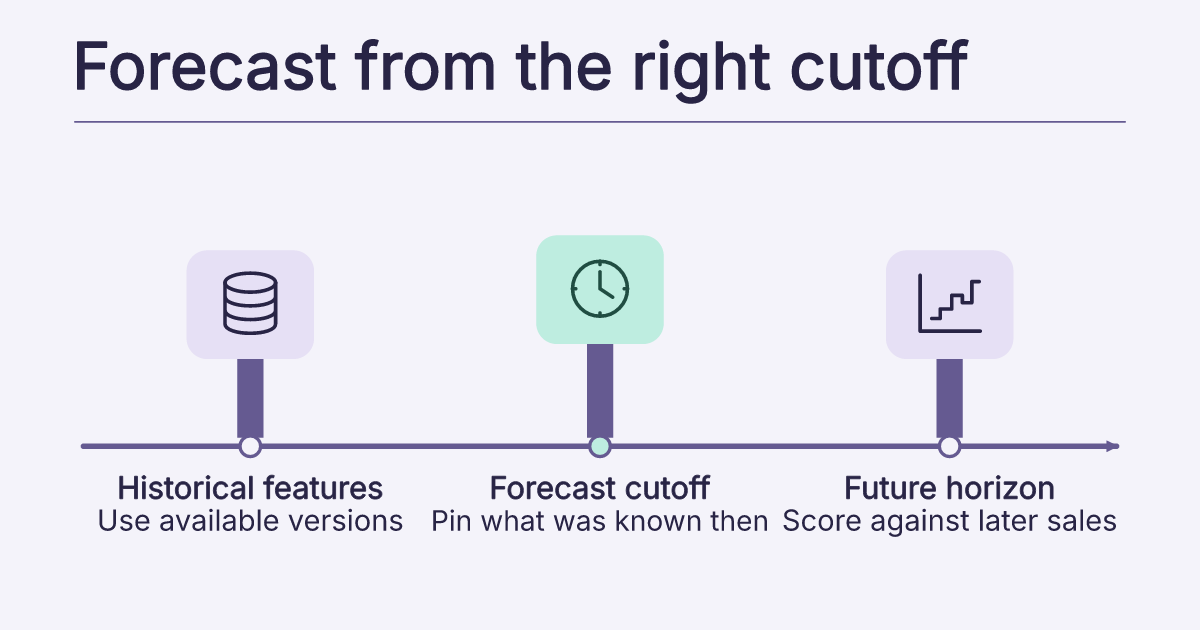 Forecast from the right cutoff
Historical features
Use available versions
Forecast cutoff
Pin what was known then
Future horizon
Score against later sales